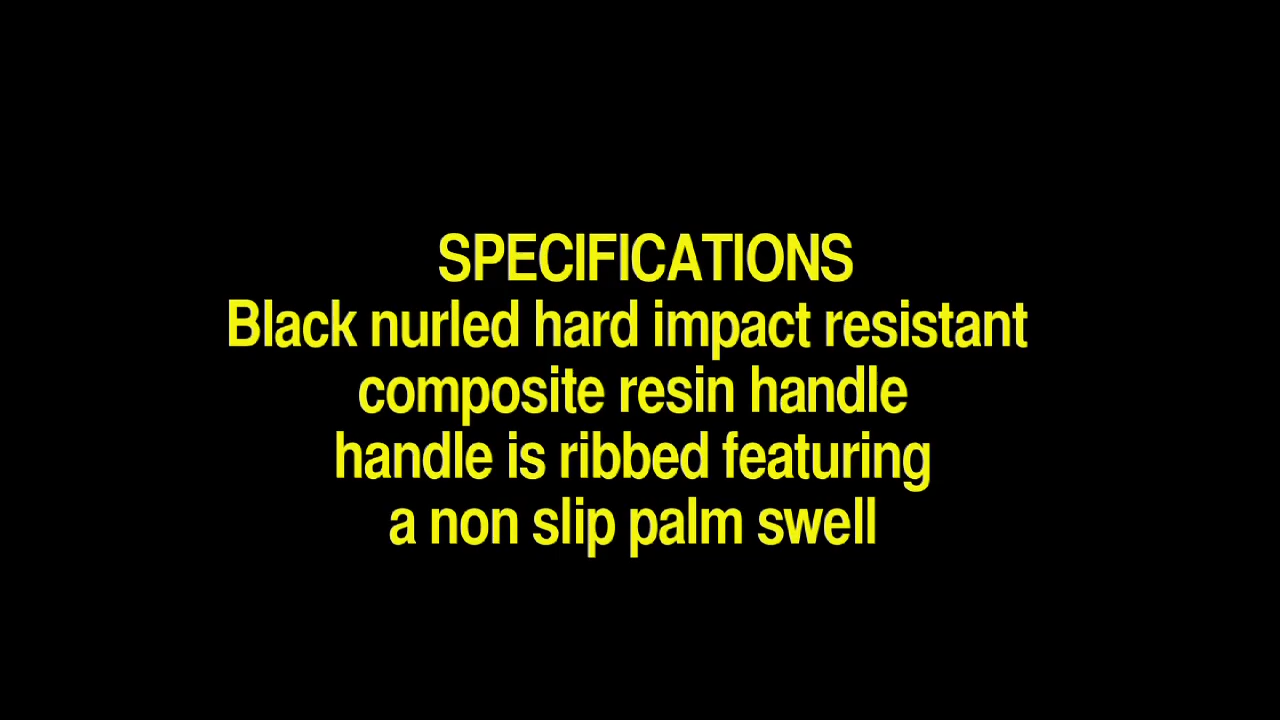 SPECIFICATIONS
Black nurled hard impact resistant
composite resin handle
handle is ribbed featuring
a non slip palm swell